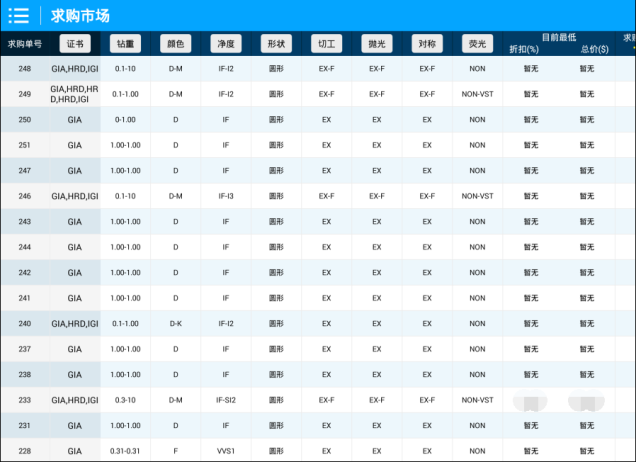 求购市场
求购单号 证书 钻重 颜色 净度 形状 切工 抛光 对称 荧光 目前最低 求购
折扣(%) 总价($)
248 GIA,HRD,IGI 0.1-10 D-M IF-I2 圆形 EX-F EX-F EX-F NON 暂无 暂无
249 GIA,HRD,HR
D,HRD,IGI 0.1-1.00 D-M IF-I2 圆形 EX-F EX-F EX-F NON-VST 暂无 暂无
250 GIA 0-1.00 D IF 圆形 EX EX EX NON 暂无 暂无
251 GIA 1.00-1.00 D IF 圆形 EX EX EX NON 暂无 暂无
247 GIA 1.00-1.00 D IF 圆形 EX EX EX NON 暂无 暂无
246 GIA,HRD,IGI 0.1-10 D-M IF-I3 圆形 EX-F EX-F EX-F NON-VST 暂无 暂无
243 GIA 1.00-1.00 D IF 圆形 EX EX EX NON 暂无 暂无
244 GIA 1.00-1.00 D IF 圆形 EX EX EX NON 暂无 暂无
242 GIA 1.00-1.00 D IF 圆形 EX EX EX NON 暂无 暂无
241 GIA 1.00-1.00 D IF 圆形 EX EX EX NON 暂无 暂无
240 GIA,HRD,IGI 0.1-1.00 D-K IF-I2 圆形 EX EX EX NON 暂无 暂无
237 GIA 1.00-1.00 D IF 圆形 EX EX EX NON 暂无 暂无
238 GIA 1.00-1.00 D IF 圆形 EX EX EX NON 暂无 暂无
233 GIA,HRD,IGI 0.3-10 D-M IF-SI2 圆形 EX-F EX-F EX-F NON-VST
231 GIA 1.00-1.00 D IF 圆形 EX EX EX NON 暂无 暂无
228 GIA 0.31-0.31 F VVS1 圆形 EX EX EX NON 暂无 暂无